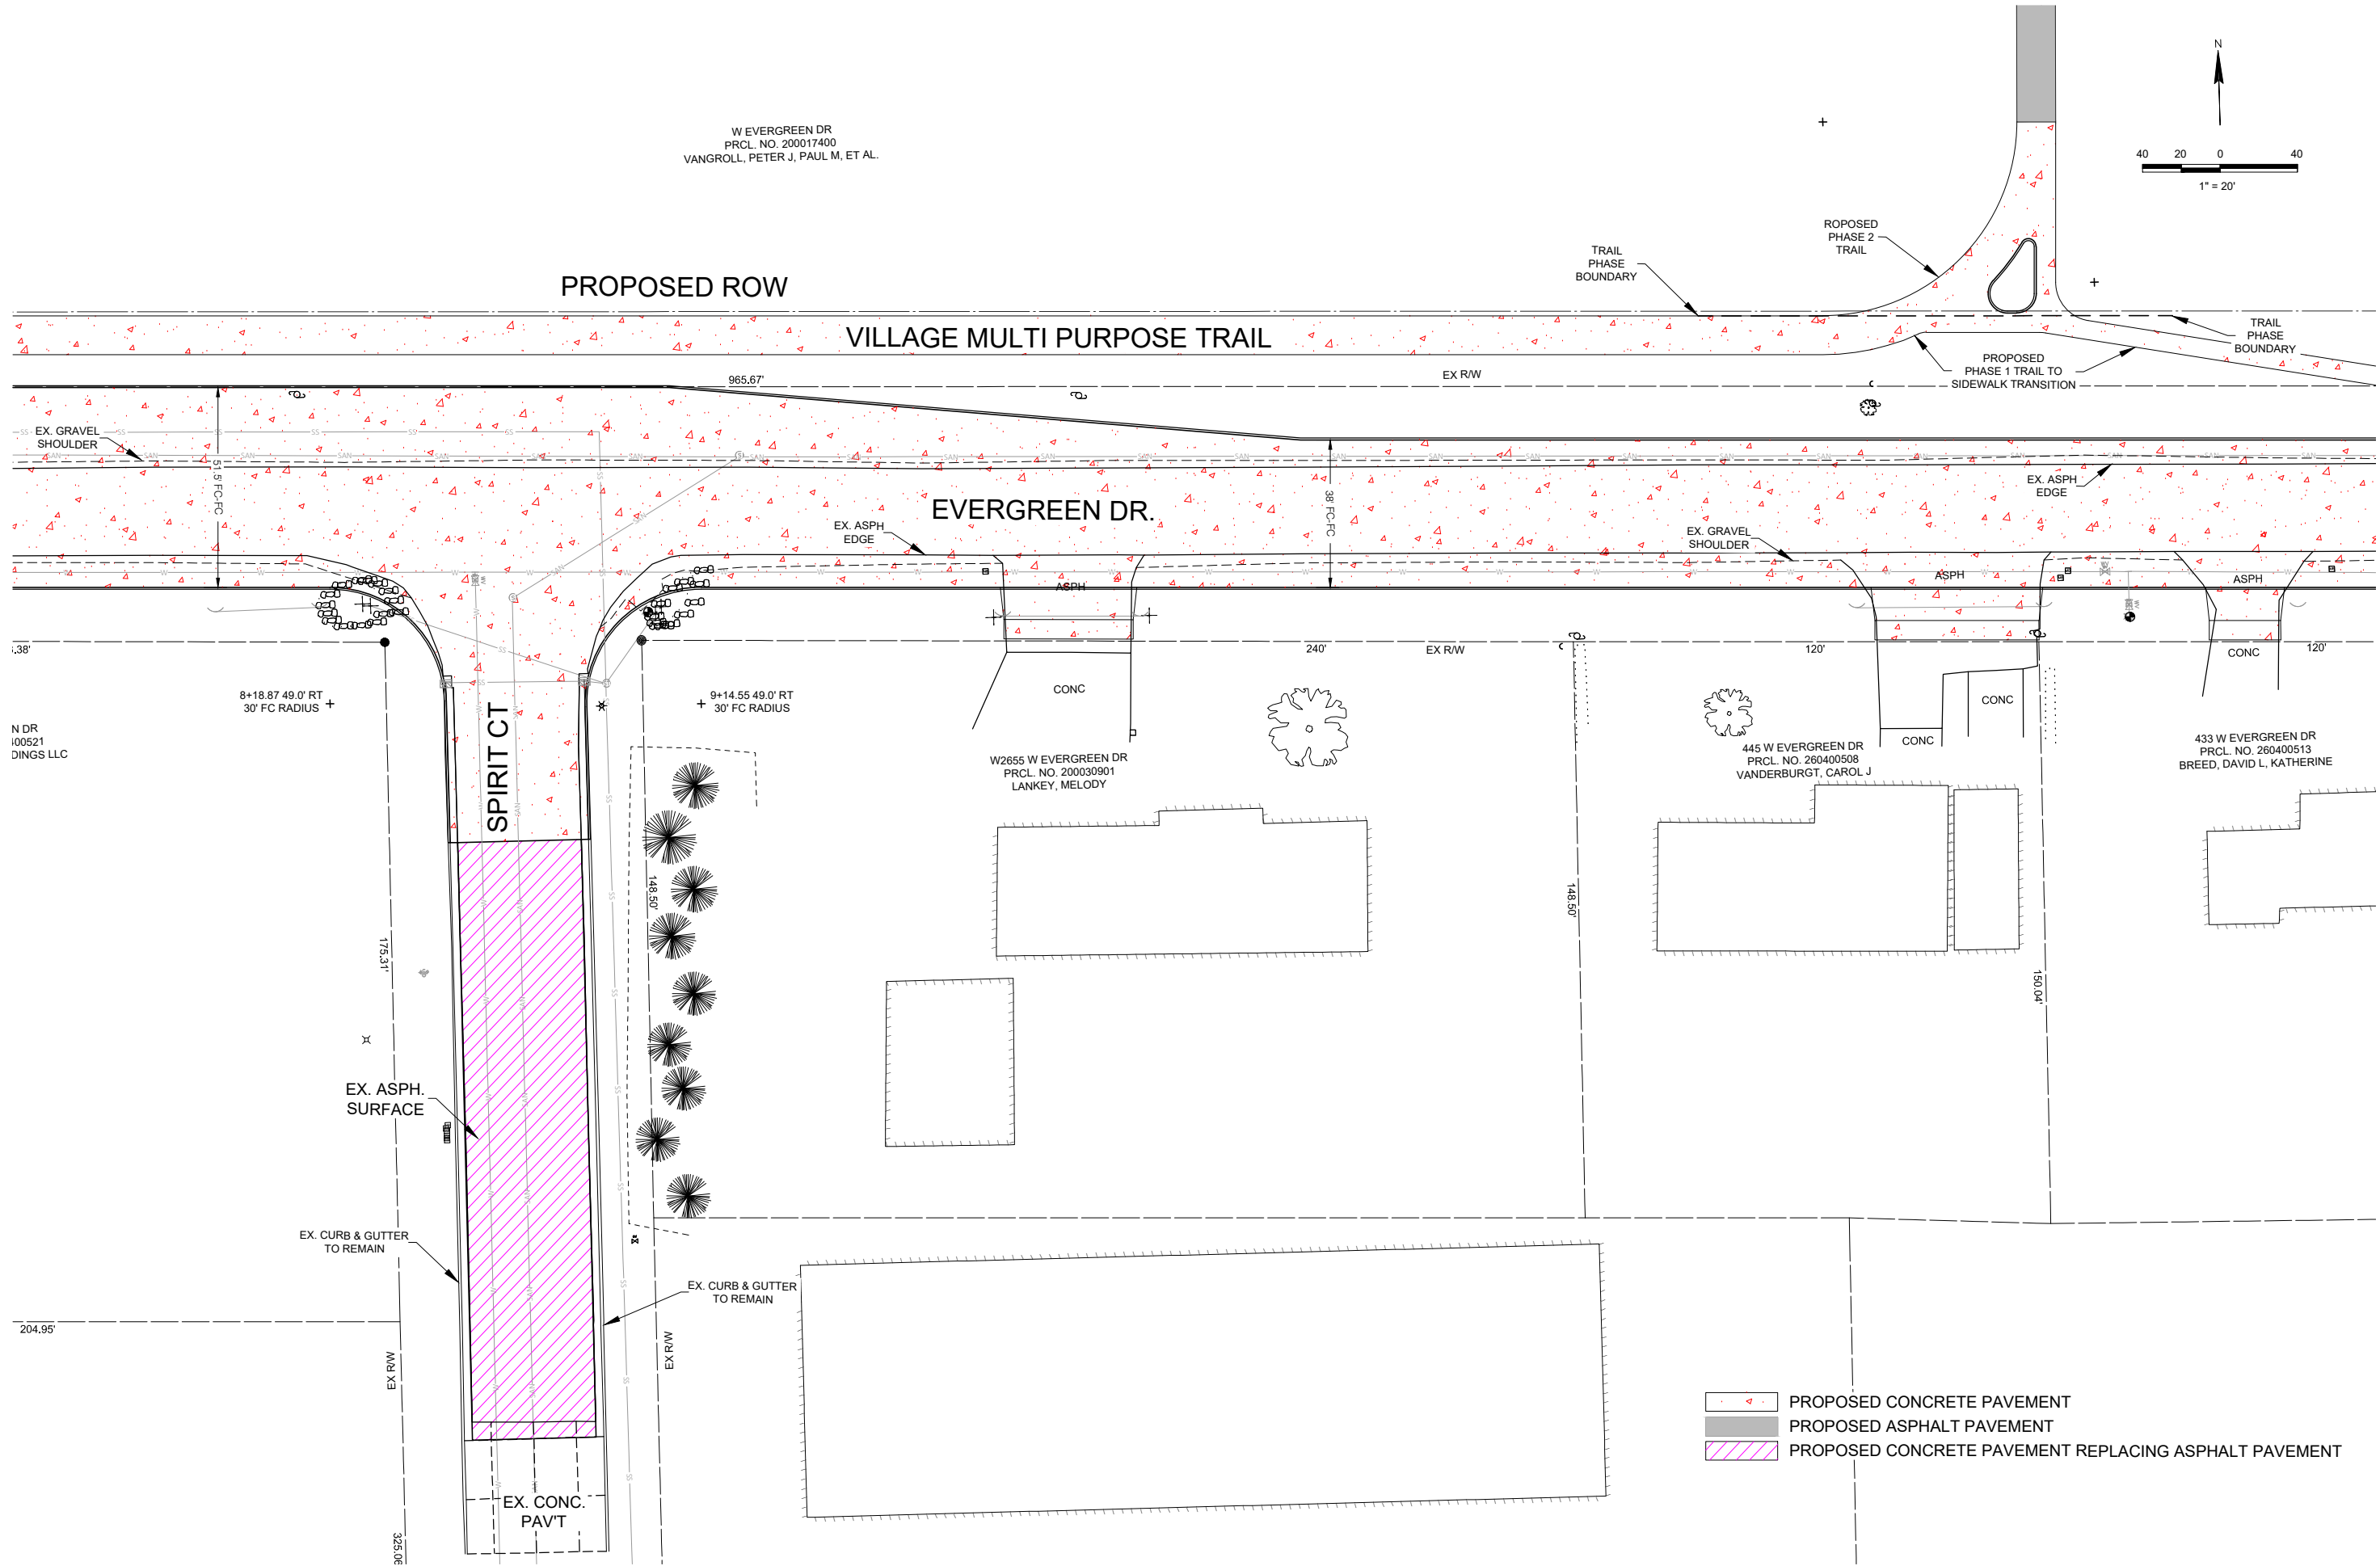 N
W EVERGREEN DR
PRCL. NO. 200017400
VANGROLL, PETER J, PAUL M, ET AL.
40 20 0 40
1" = 20'
ROPOSED
PHASE 2
TRAIL
TRAIL
PHASE
BOUNDARY
PROPOSED ROW
VILLAGE MULTI PURPOSE TRAIL
TRAIL
PHASE
BOUNDARY
PROPOSED
PHASE 1 TRAIL TO
SIDEWALK TRANSITION
965.67'
EX R/W
EX. GRAVEL
SHOULDER
51.5' FC-FC
38' FC-FC
EVERGREEN DR.
EX. ASPH
EDGE
EX. ASPH
EDGE
EX. GRAVEL
SHOULDER
ASPH
ASPH
ASPH
240'
EX R/W
120'
120'
CONC
CONC
CONC
CONC
8+18.87 49.0' RT
30' FC RADIUS
9+14.55 49.0' RT
30' FC RADIUS
N DR
400521
DINGS LLC
SPIRIT CT
W2655 W EVERGREEN DR
PRCL. NO. 200030901
LANKEY, MELODY
445 W EVERGREEN DR
PRCL. NO. 260400508
VANDERBURGT, CAROL J
433 W EVERGREEN DR
PRCL. NO. 260400513
BREED, DAVID L, KATHERINE
175.31'
148.50'
148.50'
150.04'
EX. ASPH.
SURFACE
EX. CURB & GUTTER
TO REMAIN
EX. CURB & GUTTER
TO REMAIN
204.95'
EX R/W
EX R/W
EX. CONC.
PAV'T
325.06
PROPOSED CONCRETE PAVEMENT
PROPOSED ASPHALT PAVEMENT
PROPOSED CONCRETE PAVEMENT REPLACING ASPHALT PAVEMENT